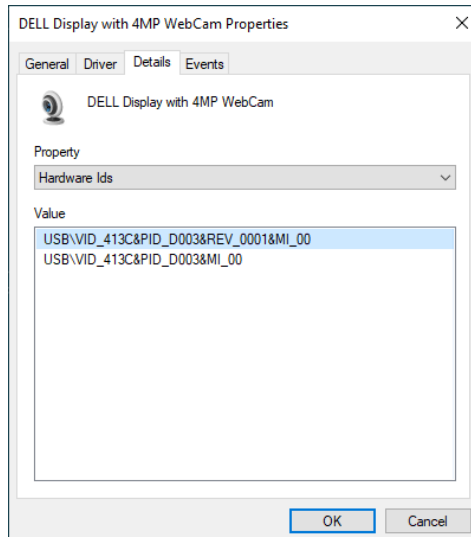 DELL Display with 4MP WebCam Properties
General Driver Details Events
DELL Display with 4MP WebCam
Property
Hardware Ids
Value
USB\VID_413C&PID_D003&REV_0001&MI_00
USB\VID_413C&PID_D003&MI_00
OK Cancel